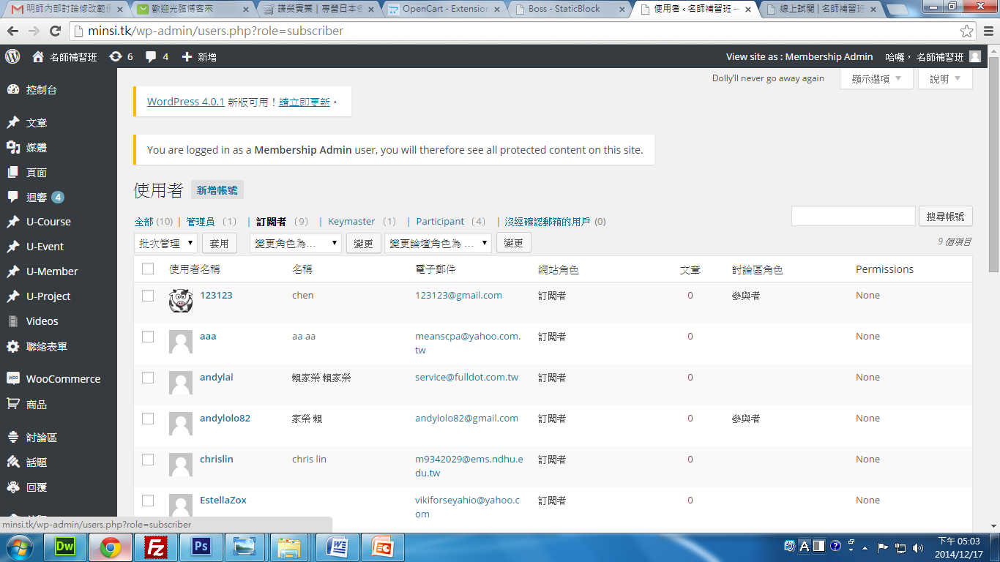 明師內部討論修改範例
歡迎光臨博客來
謙榮實業｜專營日本各
OpenCart - Extension
Boss - StaticBlock
使用者 ‹ 名師補習班 —
線上試閱 | 名師補習班
minsi.tk/wp-admin/users.php?role=subscriber
名師補習班 6 4 新增
View site as : Membership Admin 哈囉， 名師補習班
Dolly'll never go away again 顯示選項 說明
控制台
文章
媒體
頁面
迴響 4
U-Course
U-Event
U-Member
U-Project
Videos
聯絡表單
WooCommerce
商品
討論區
話題
回覆
WordPress 4.0.1 新版可用！請立即更新。
You are logged in as a Membership Admin user, you will therefore see all protected content on this site.
使用者 新增帳號
全部 (10) | 管理員 （1） | 訂閱者 （9） | Keymaster （1） | Participant （4） | 沒經確認郵箱的用戶 (0)
搜尋帳號
批次管理 套用 變更角色為… 變更 變更論壇角色為 … 變更
9 個項目
使用者名稱 名稱 電子郵件 網站角色 文章 討論區角色 Permissions
123123 chen 123123@gmail.com 訂閱者 0 參與者 None
aaa aa aa meanscpa@yahoo.com.
tw 訂閱者 0 None
andylai 賴家榮 賴家榮 service@fulldot.com.tw 訂閱者 0 None
andylolo82 家榮 賴 andylolo82@gmail.com 訂閱者 0 參與者 None
chrislin chris lin m9342029@ems.ndhu.e
du.tw 訂閱者 0 None
EstellaZox vikiforseyahio@yahoo.c
om 訂閱者 0 None
minsi.tk/wp-admin/users.php?role=subscriber
Dw Fz Ps W P
A
下午 05:03
2014/12/17